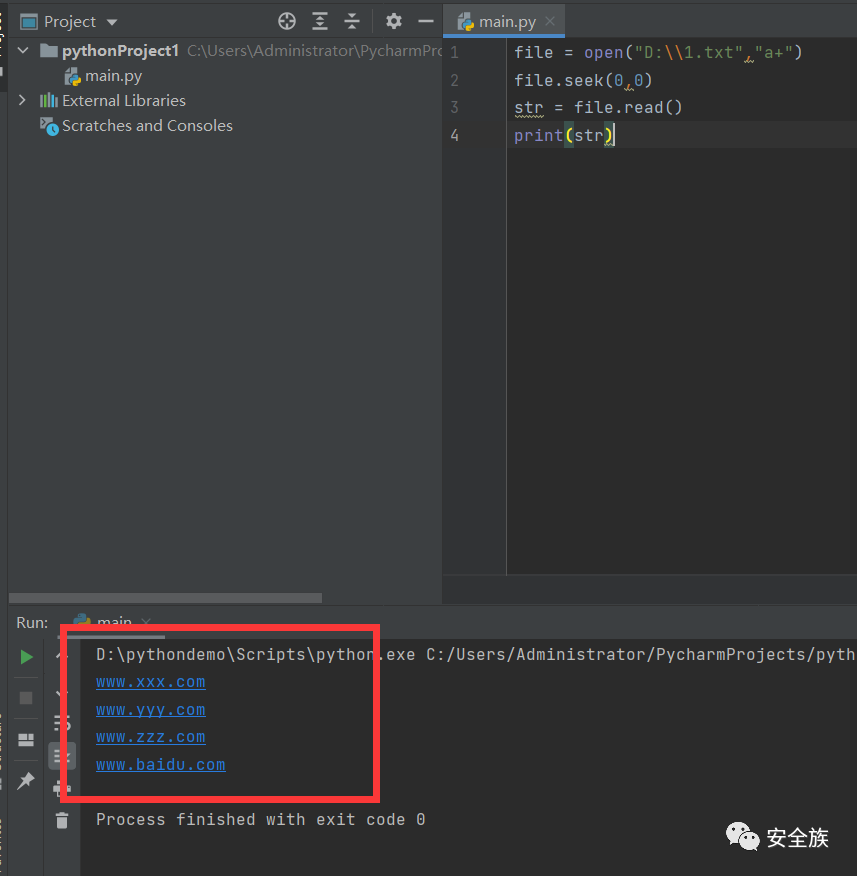 Project
pythonProject1 C:\Users\Administrator\PycharmPro
main.py
External Libraries
Scratches and Consoles
main.py
1 file = open("D:\\1.txt","a+")
2 file.seek(0,0)
3 str = file.read()
4 print(str)
Run: main
D:\pythondemo\Scripts\python.exe C:/Users/Administrator/PycharmProjects/pyth
www.xxx.com
www.yyy.com
www.zzz.com
www.baidu.com
Process finished with exit code 0
安全族